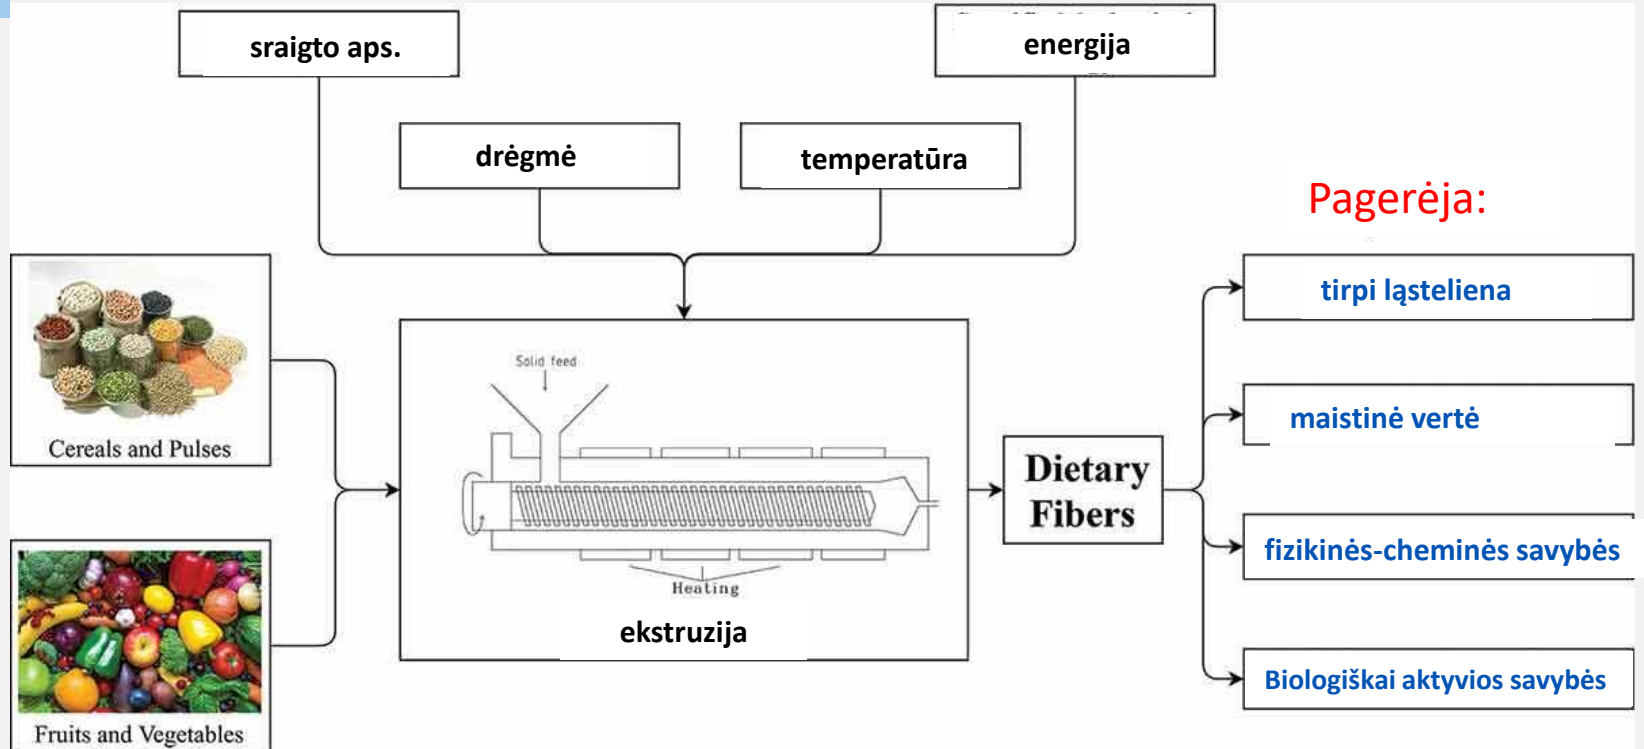 sraigto aps.
energija
drėgmė
temperatūra
Pagerėja:
Cereals and Pulses
Fruits and Vegetables
Solid feed
Heating
ekstruzija
Dietary
Fibers
tirpi ląsteliena
maistinė vertė
fizikinės-cheminės savybės
Biologiškai aktyvios savybės